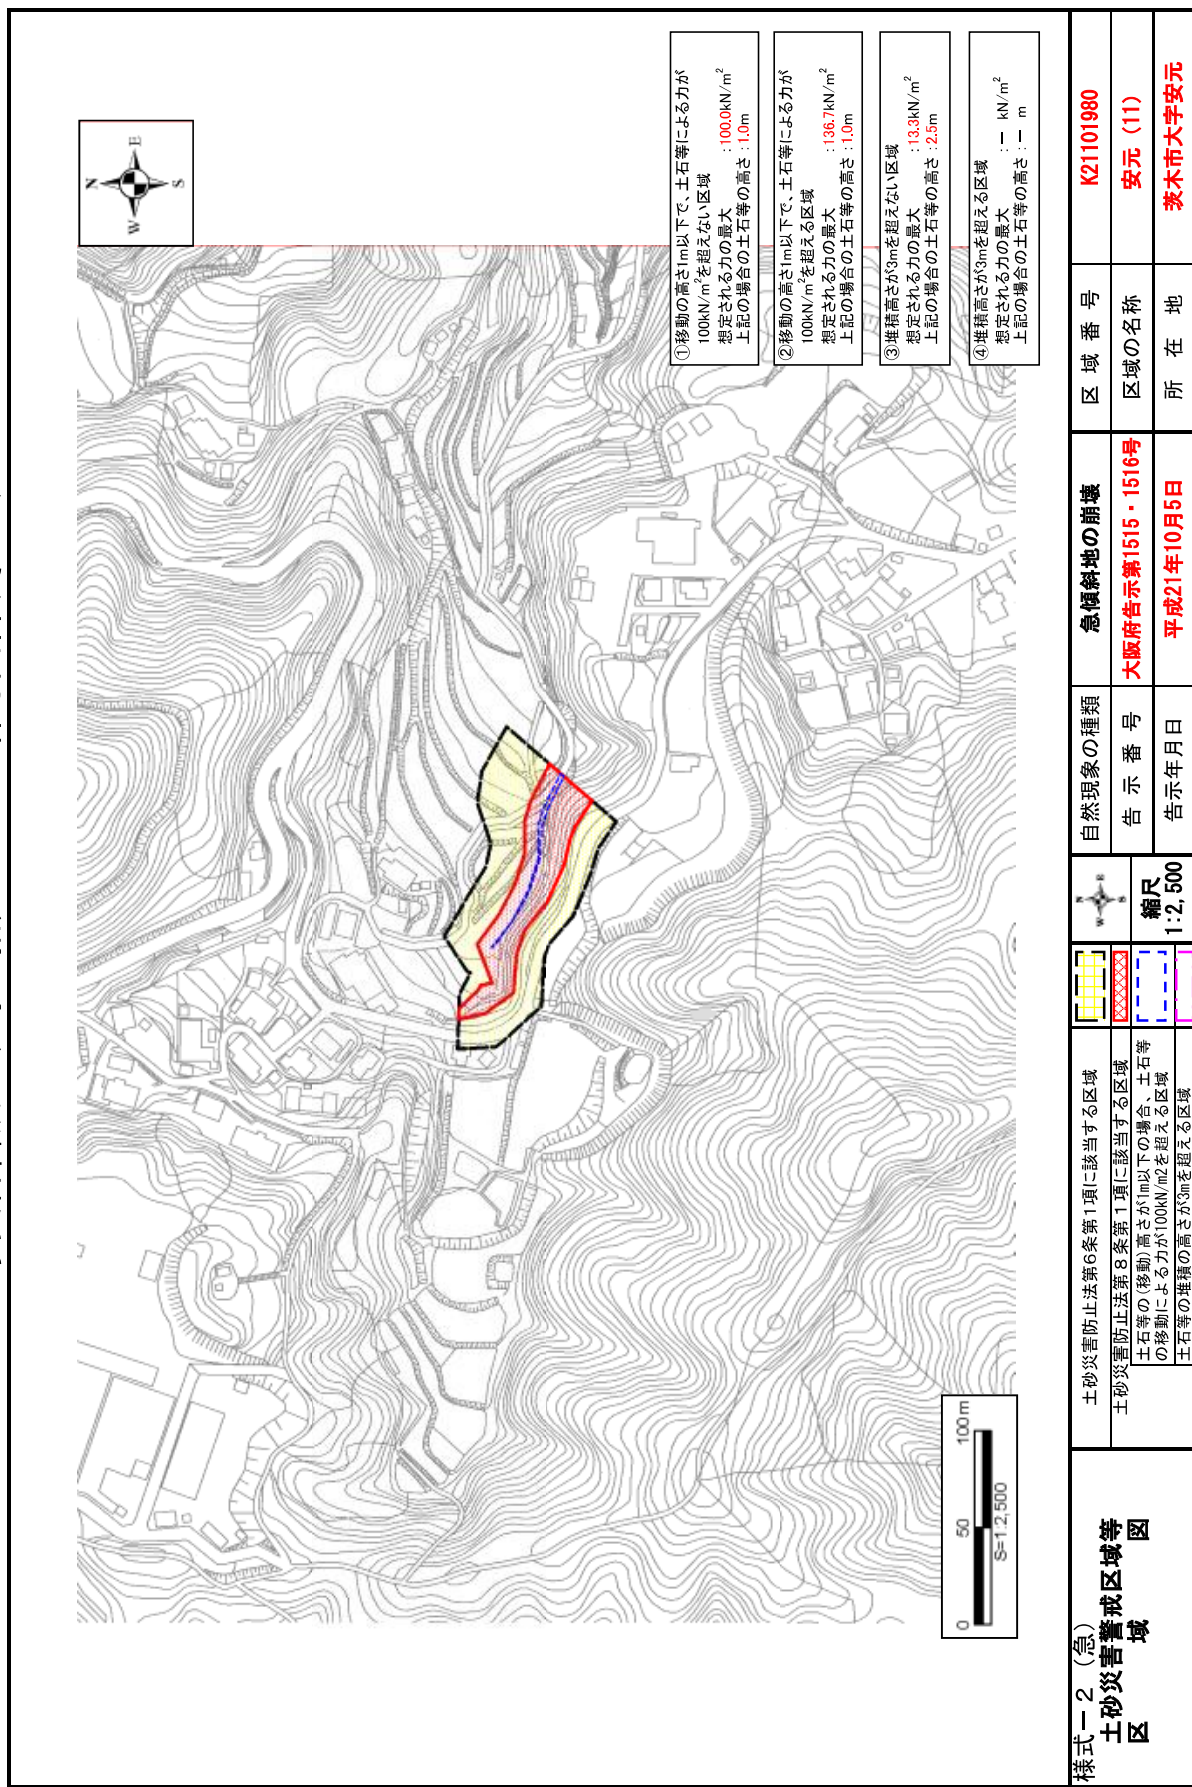 N
W
E
S
①移動の高さ1m以下で、土石等による力が
100kN/m²を超えない区域
想定される力の最大 :100.0kN/m²
上記の場合の土石等の高さ:1.0m
②移動の高さ1m以下で、土石等による力が
100kN/m²を超える区域
想定される力の最大 :136.7kN/m²
上記の場合の土石等の高さ:1.0m
③堆積高さが3mを超えない区域
想定される力の最大 :13.3kN/m²
上記の場合の土石等の高さ:2.5m
④堆積高さが3mを超える区域
想定される力の最大 :ー kN/m²
上記の場合の土石等の高さ:ー m
0 50 100m
S=1:2,500
様式ー2 (急)
土砂災害警戒区域等
区 域 図
土砂災害防止法第6条第1項に該当する区域
土砂災害防止法第8条第1項に該当する区域
土石等の(移動)高さが1m以下の場合、土石等
の移動による力が100kN/m2を超える区域
土石等の堆積の高さが3mを超える区域
N
W
E
S
縮尺
1:2,500
自然現象の種類 急傾斜地の崩壊
告示番号 大阪府告示第1515・1516号
告示年月日 平成21年10月5日
区域番号 K21101980
区域の名称 安元(11)
所在地 茨木市大字安元